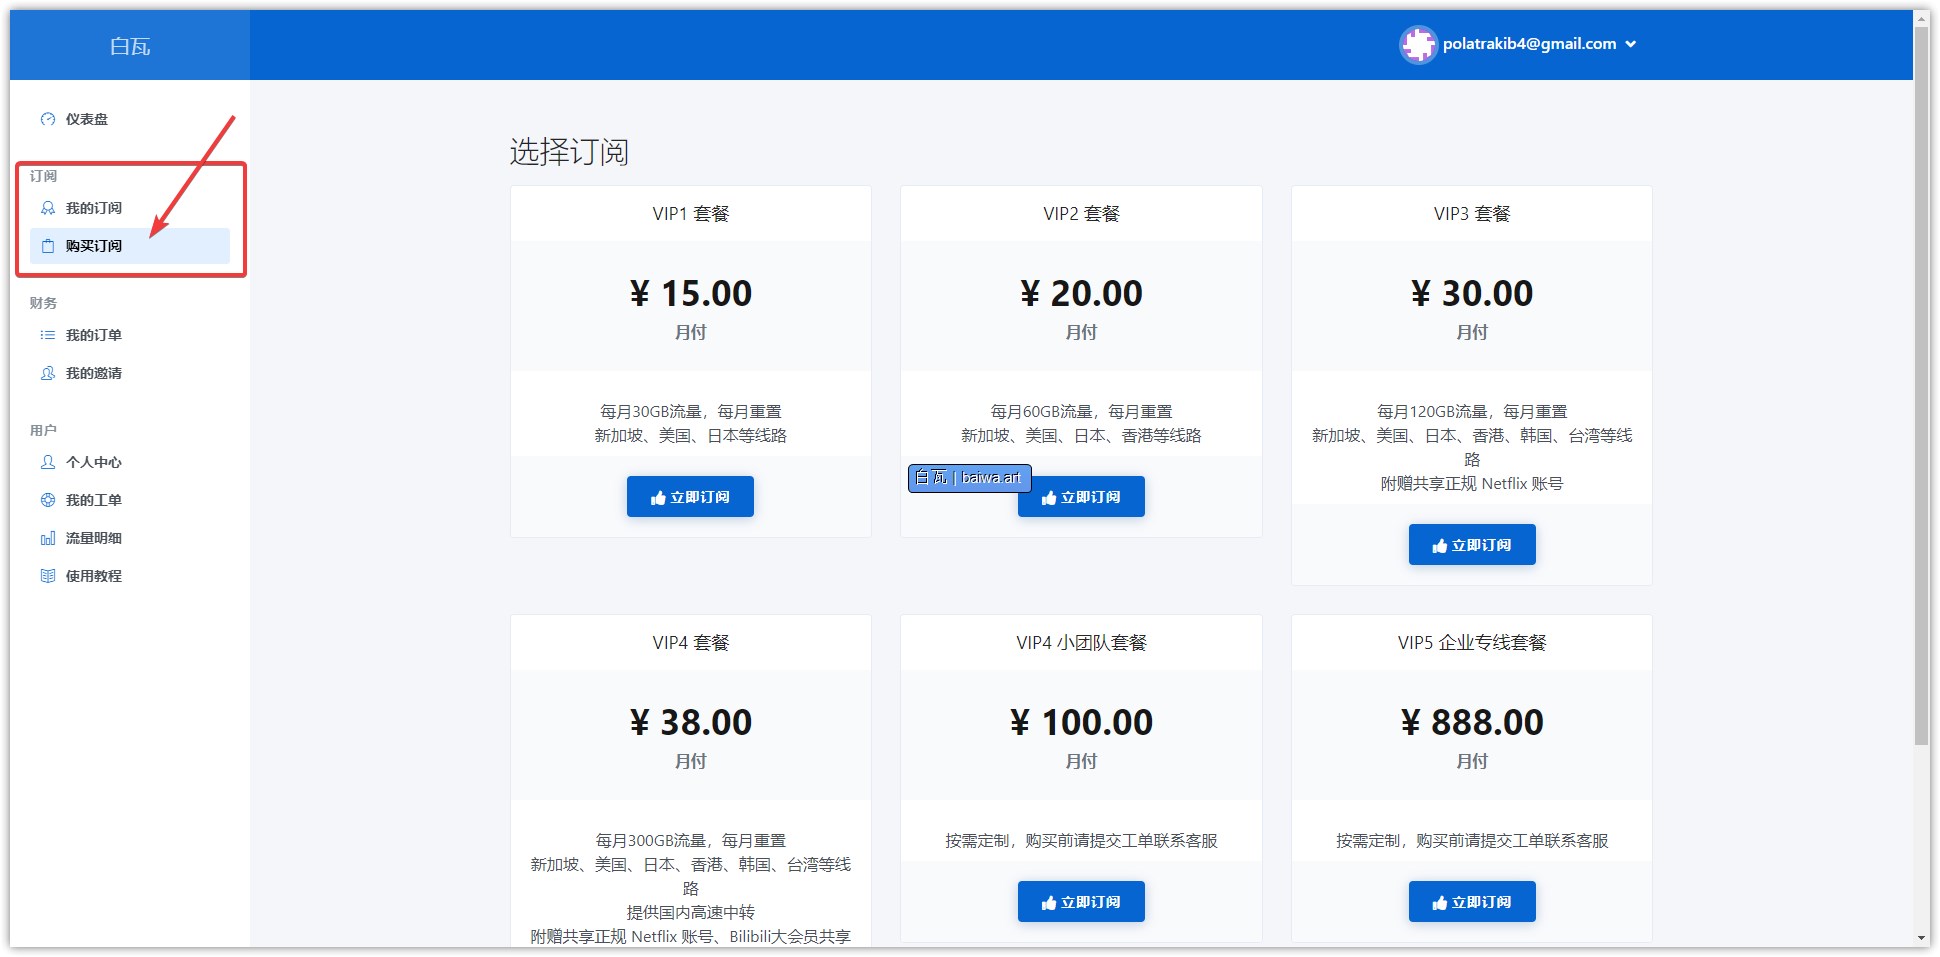 白瓦
polatrakib4@gmail.com
仪表盘
订阅
我的订阅
购买订阅
财务
我的订单
我的邀请
用户
个人中心
我的工单
流量明细
使用教程
选择订阅
VIP1 套餐
¥ 15.00
月付
每月30GB流量，每月重置
新加坡、美国、日本等线路
立即订阅
VIP2 套餐
¥ 20.00
月付
每月60GB流量，每月重置
新加坡、美国、日本、香港等线路
白瓦 | baiwa.art
立即订阅
VIP3 套餐
¥ 30.00
月付
每月120GB流量，每月重置
新加坡、美国、日本、香港、韩国、台湾等线
路
附赠共享正规 Netflix 账号
立即订阅
VIP4 套餐
¥ 38.00
月付
每月300GB流量，每月重置
新加坡、美国、日本、香港、韩国、台湾等线
路
提供国内高速中转
附赠共享正规 Netflix 账号、Bilibili大会员共享
VIP4 小团队套餐
¥ 100.00
月付
按需定制，购买前请提交工单联系客服
立即订阅
VIP5 企业专线套餐
¥ 888.00
月付
按需定制，购买前请提交工单联系客服
立即订阅